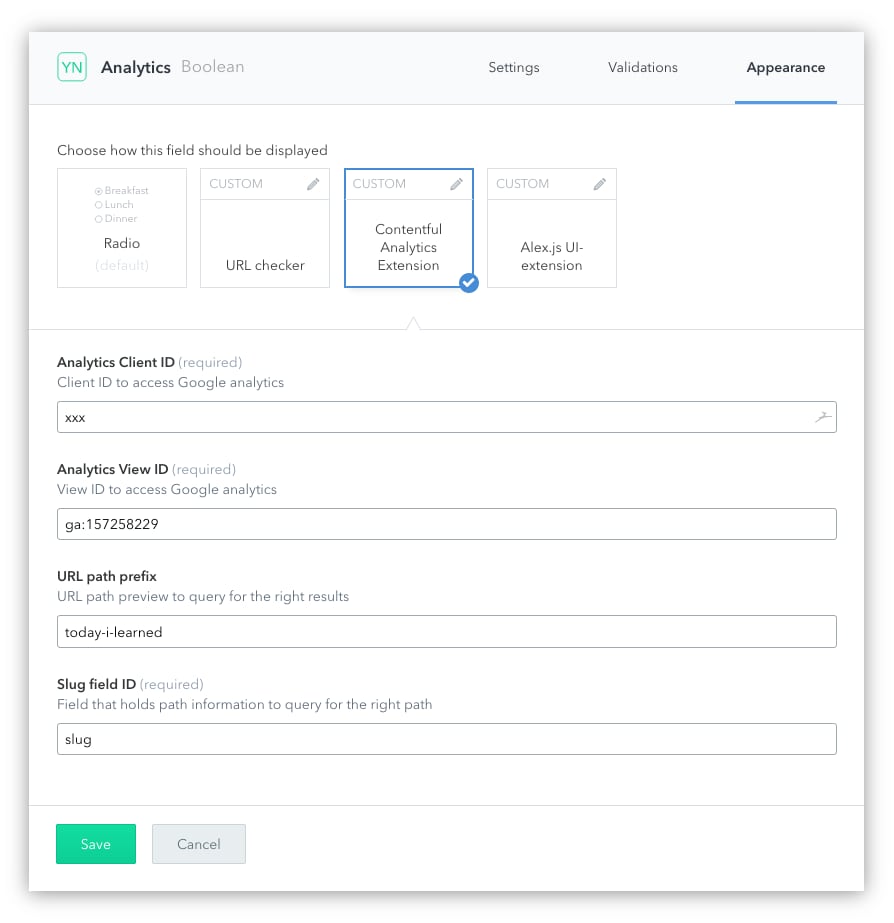 YN Analytics Boolean Settings Validations Appearance
Choose how this field should be displayed
Breakfast
Lunch
Dinner
Radio
(default)
CUSTOM
URL checker
CUSTOM
Contentful
Analytics
Extension
CUSTOM
Alex.js UI-
extension
Analytics Client ID (required)
Client ID to access Google analytics
xxx
Analytics View ID (required)
View ID to access Google analytics
ga:157258229
URL path prefix
URL path preview to query for the right results
today-i-learned
Slug field ID (required)
Field that holds path information to query for the right path
slug
Save Cancel